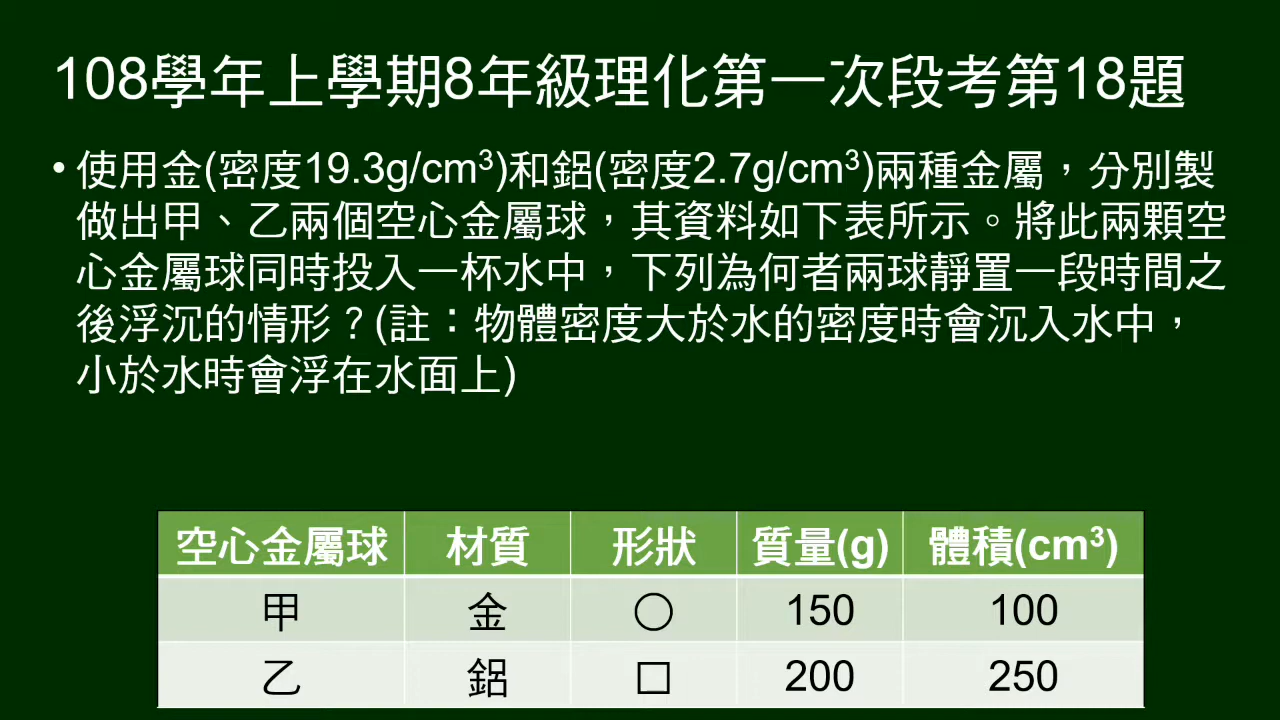 108學年上學期8年級理化第一次段考第18題
• 使用金(密度19.3g/cm³)和鋁(密度2.7g/cm³)兩種金屬，分別製
做出甲、乙兩個空心金屬球，其資料如下表所示。將此兩顆空
心金屬球同時投入一杯水中，下列為何者兩球靜置一段時間之
後浮沉的情形？(註：物體密度大於水的密度時會沉入水中，
小於水時會浮在水面上)
空心金屬球 材質 形狀 質量(g) 體積(cm³)
甲 金 ○ 150 100
乙 鋁 □ 200 250